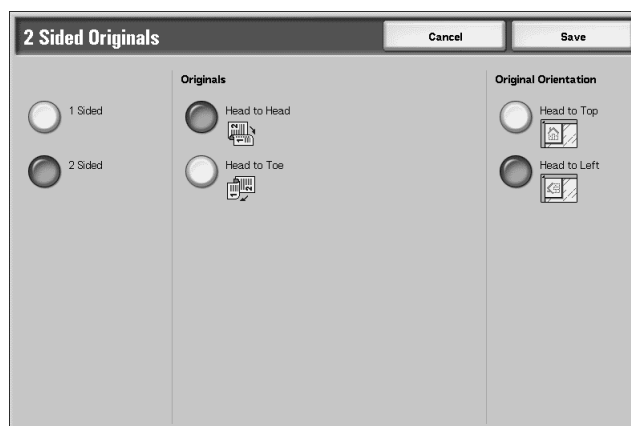 2 Sided Originals
Cancel
Save
1 Sided
2 Sided
Originals
Head to Head
Head to Toe
Original Orientation
Head to Top
Head to Left